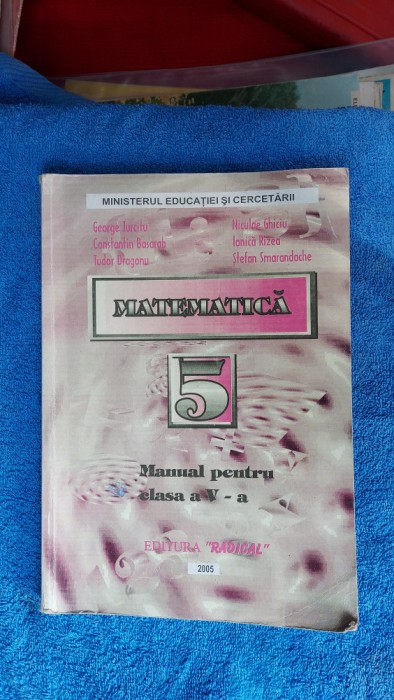 MINISTERUL EDUCAȚIEI ȘI CERCETĂRII
George Turcitu
Constantin Basarab
Tudor Dragonu
Nicolae Ghiciu
Ionica Rizea
Stefan Smarandache
MATEMATICĂ
5
Manual pentru
clasa a V - a
EDITURA "RADICAL"
2005